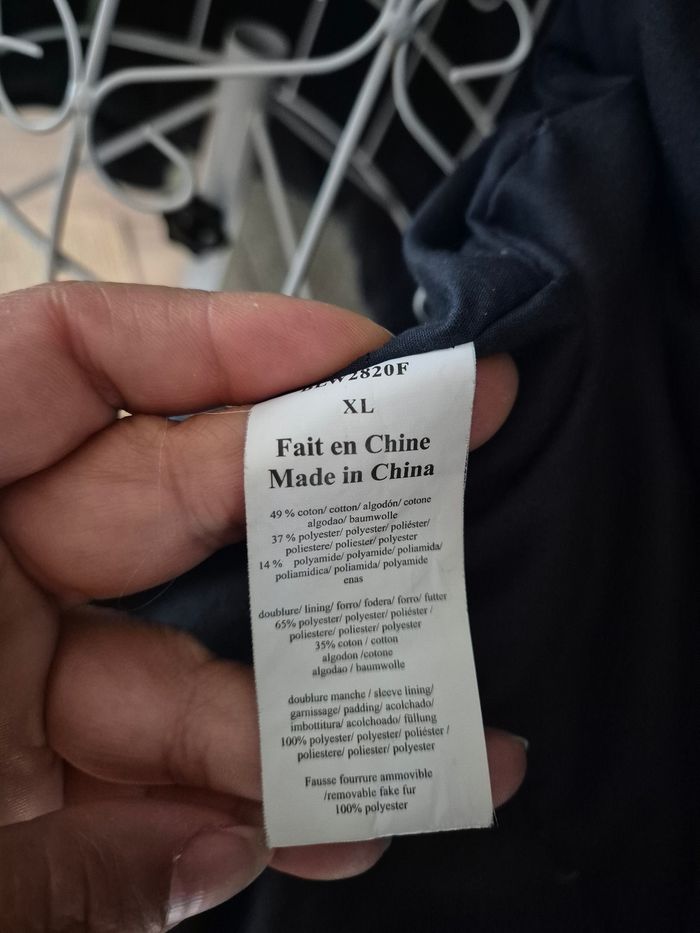 2820F
XL
Fait en Chine
Made in China
49 % coton/ cotton/ algodón/ cotone
algodao/ baumwolle
37 % polyester/ polyester/ poliéster/
poliestere/ poliester/ polyester
14 % polyamide/ polyamide/ poliamida/
poliamidica/ poliamida/ polyamide
enas
doublure/ lining/ forro/ fodera/ forro/ futter
65% polyester/ polyester/ poliéster /
poliestere/ poliester/ polyester
35% coton / cotton
algodon /cotone
algodao / baumwolle
doublure manche / sleeve lining/
garnissage/ padding/ acolchado/
imbottitura/ acolchoado/ füllung
100% polyester/ polyester/ poliéster /
poliestere/ poliester/ polyester
Fausse fourrure ammovible
/removable fake fur
100% polyester